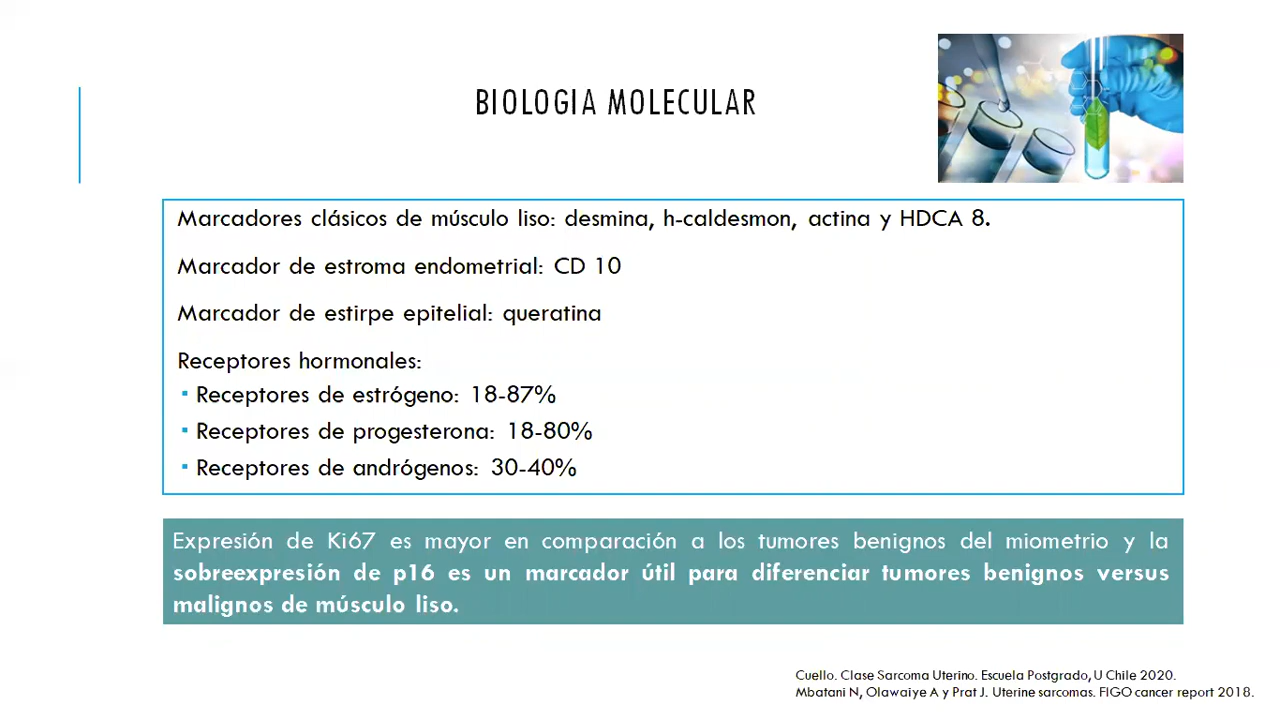 BIOLOGIA MOLECULAR
Marcadores clásicos de músculo liso: desmina, h-caldesmon, actina y HDCA 8.
Marcador de estroma endometrial: CD 10
Marcador de estirpe epitelial: queratina
Receptores hormonales:
▪ Receptores de estrógeno: 18-87%
▪ Receptores de progesterona: 18-80%
▪ Receptores de andrógenos: 30-40%
Expresión de Ki67 es mayor en comparación a los tumores benignos del miometrio y la
sobreexpresión de p16 es un marcador útil para diferenciar tumores benignos versus
malignos de músculo liso.
Cuello. Clase Sarcoma Uterino. Escuela Postgrado, U Chile 2020.
Mbatani N, Olawaiye A y Prat J. Uterine sarcomas. FIGO cancer report 2018.